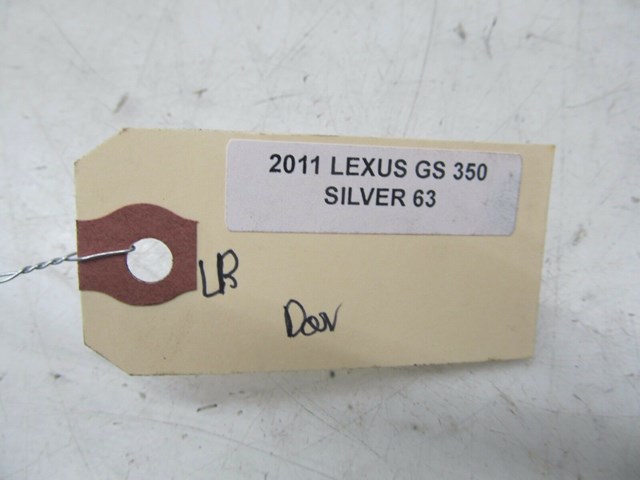 2011 LEXUS GS 350
SILVER 63
LR
Door